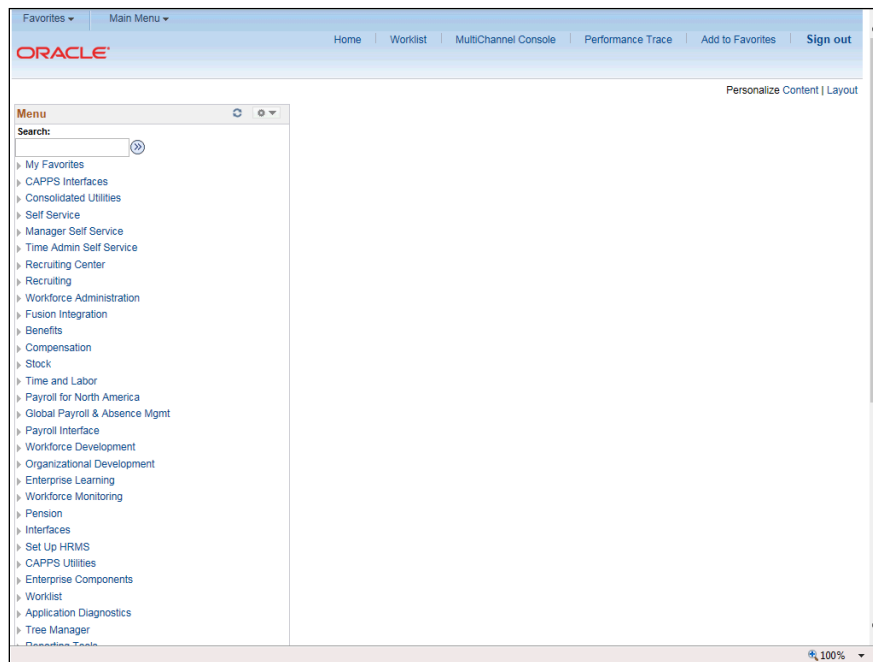 Favorites Main Menu
ORACLE
Home Worklist MultiChannel Console Performance Trace Add to Favorites Sign out
Personalize Content | Layout
Menu
Search:
My Favorites
CAPPS Interfaces
Consolidated Utilities
Self Service
Manager Self Service
Time Admin Self Service
Recruiting Center
Recruiting
Workforce Administration
Fusion Integration
Benefits
Compensation
Stock
Time and Labor
Payroll for North America
Global Payroll & Absence Mgmt
Payroll Interface
Workforce Development
Organizational Development
Enterprise Learning
Workforce Monitoring
Pension
Interfaces
Set Up HRMS
CAPPS Utilities
Enterprise Components
Worklist
Application Diagnostics
Tree Manager
Reporting Tools
100%